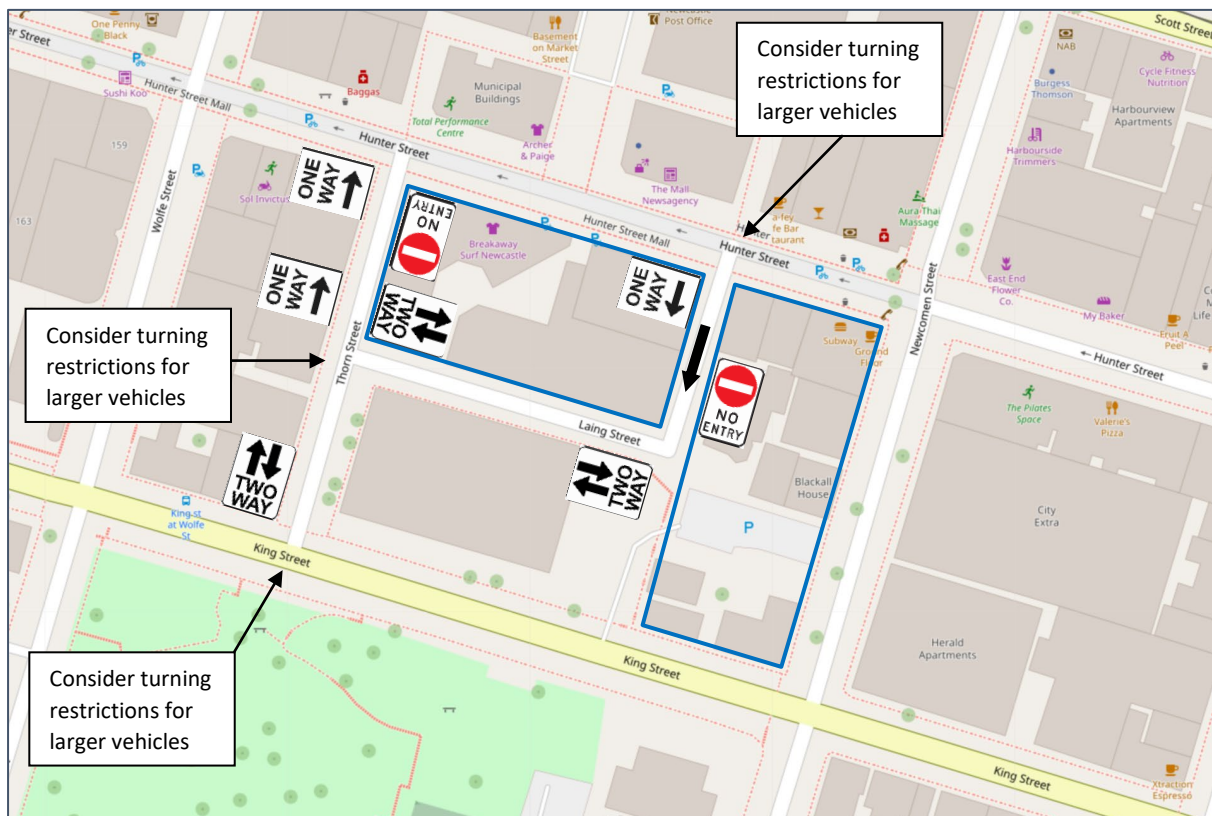 One Penny
Black
Basement
on Market
Street
Newcastle
Post Office
Scott Street
NAB
Cycle Fitness
Nutrition
Burgess
Thomson
Harbourview
Apartments
Harbourside
Trimmers
Consider turning
restrictions for
larger vehicles
Hunter Street
Sushi Koo
Hunter Street Mall
Baggas
Municipal
Buildings
Total Performance
Centre
Archer
& Paige
159
163
Wolfe Street
Sol Invictus
ONE
WAY
Hunter Street
NO
ENTRY
Breakaway
Surf Newcastle
The Mall
Newsagency
Hunter Street Mall
Hunter Street
Aura Thai
Massage
East End
Flower
Co.
My Baker
Fruit A
Peel
Hunter Street
ONE
WAY
TWO
WAY
ONE
WAY
Subway
Ground
Floor
Newcomen Street
Consider turning
restrictions for
larger vehicles
Thorn Street
NO
ENTRY
Laing Street
The Pilates
Space
Valerie's
Pizza
TWO
WAY
TWO
WAY
Blackall
House
P
City
Extra
King st
at Wolfe
St
King Street
King Street
Herald
Apartments
Consider turning
restrictions for
larger vehicles
King Street
Xtraction
Espresso